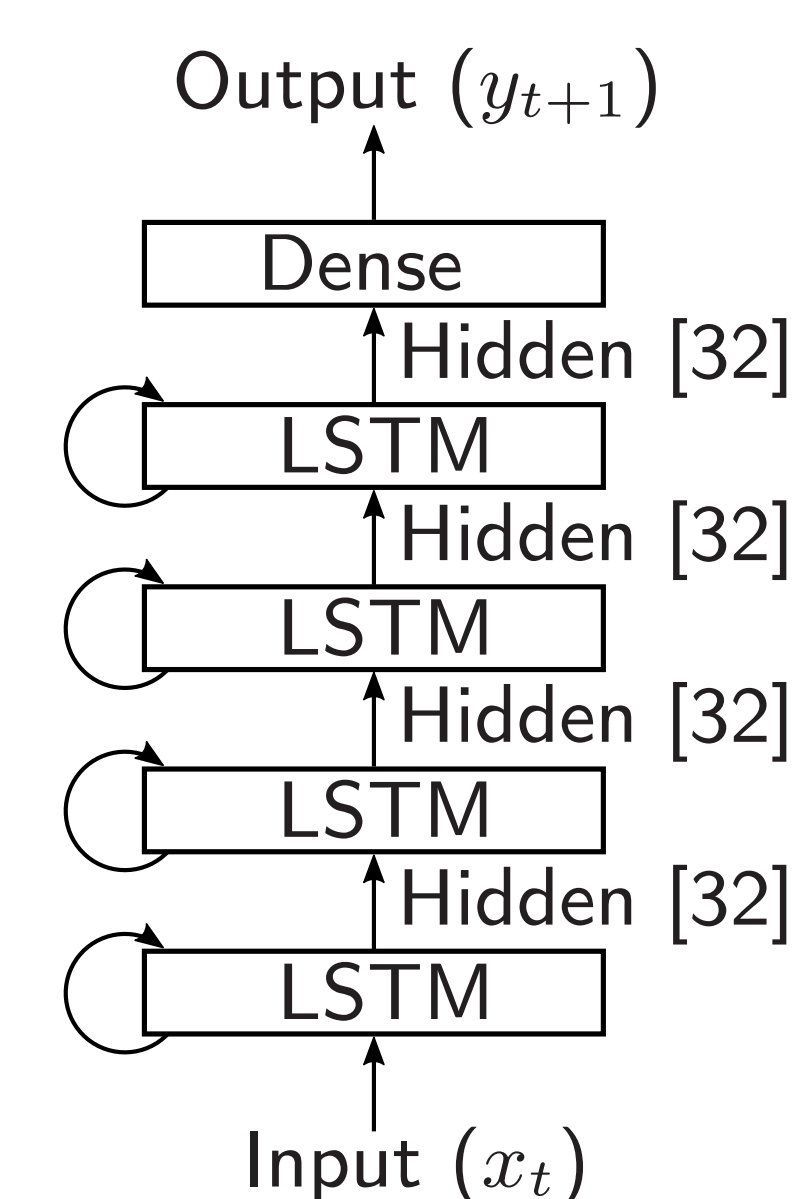 Output (y_{t+1})
Dense
Hidden [32]
LSTM
Hidden [32]
LSTM
Hidden [32]
LSTM
Hidden [32]
LSTM
Input (x_t)